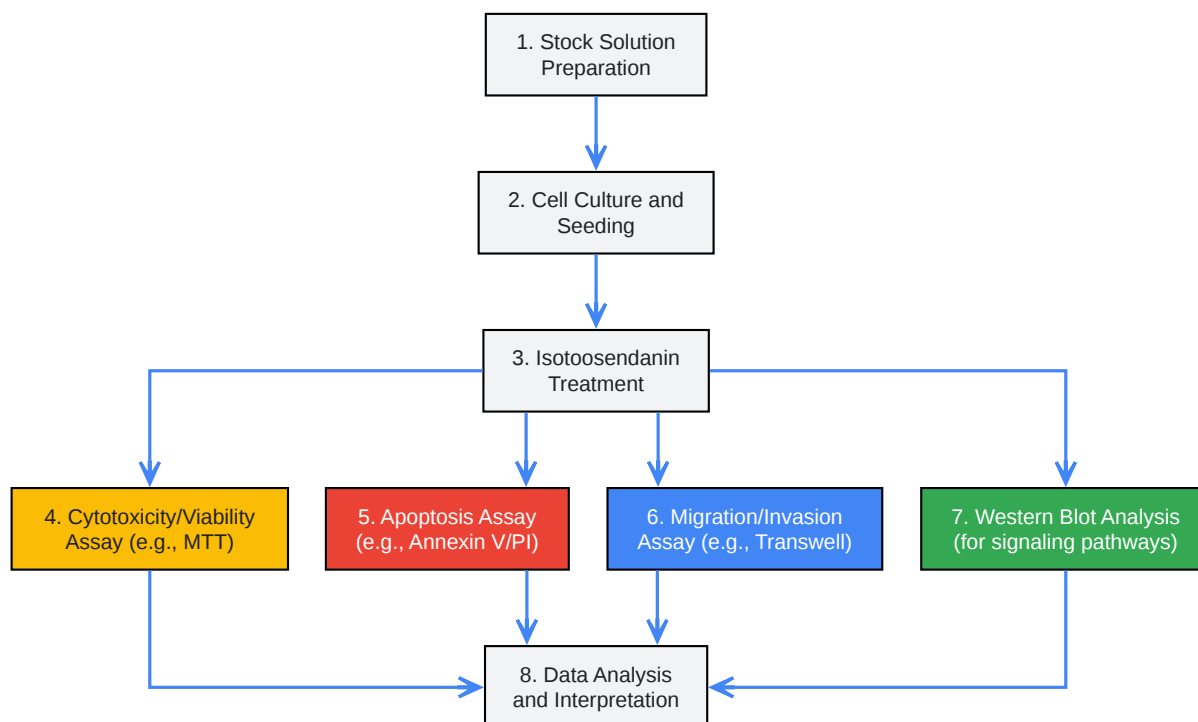 1. Stock Solution
Preparation
2. Cell Culture and
Seeding
3. Isotoosendanin
Treatment
4. Cytotoxicity/Viability
Assay (e.g., MTT)
5. Apoptosis Assay
(e.g., Annexin V/PI)
6. Migration/Invasion
Assay (e.g., Transwell)
7. Western Blot Analysis
(for signaling pathways)
8. Data Analysis
and Interpretation